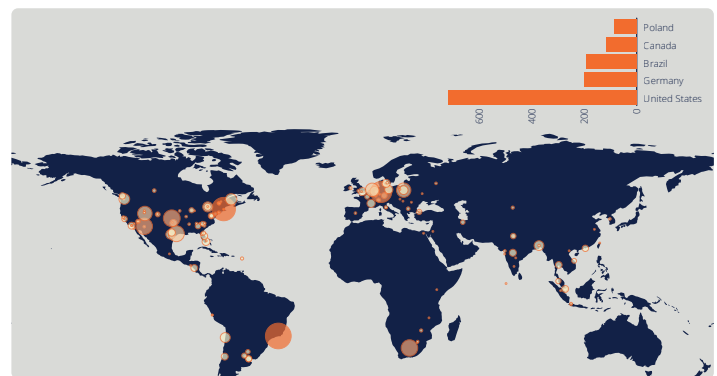 Poland
Canada
Brazil
Germany
United States
600
400
200
0